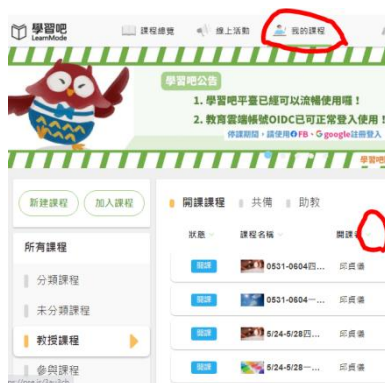 學習吧
LearnMode
課程總覽
線上活動
我的課程
學習吧公告
1. 學習吧平臺已經可以流暢使用囉！
2. 教育雲端帳號OIDC已可正常登入使用！
停課期間，請使用FB、Google註冊登入
學習吧
新建課程
加入課程
開課課程
共備
助教
狀態
課程名稱
所有課程
開課
0531-0604四...
邱貞儀
分類課程
開課
0531-0604一...
邱貞儀
未分類課程
開課
5/24-5/28四...
邱貞儀
教授課程
開課
5/24-5/28一...
邱貞儀
參與課程